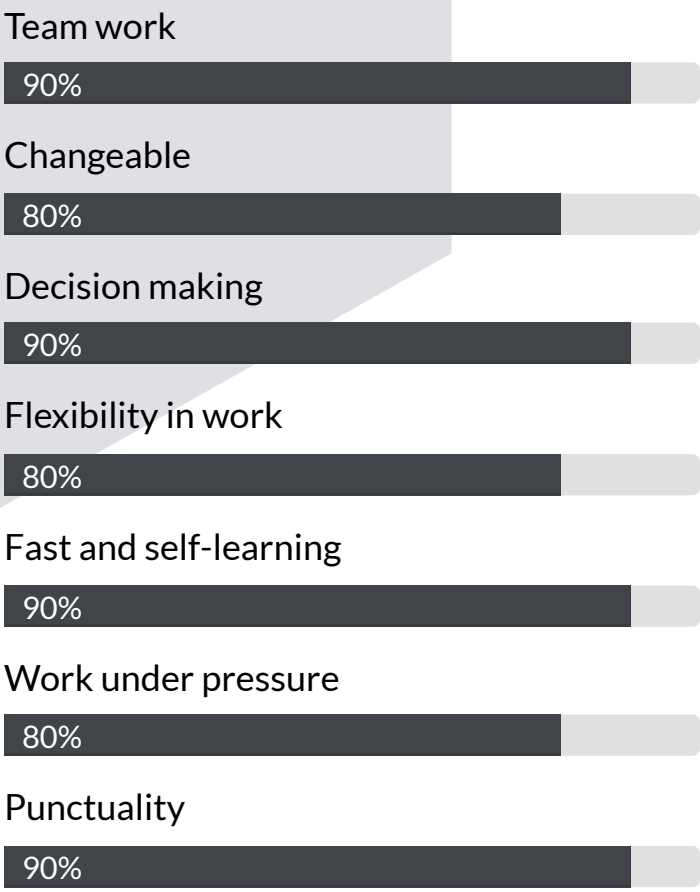 Team work
90%
Changeable
80%
Decision making
90%
Flexibility in work
80%
Fast and self-learning
90%
Work under pressure
80%
Punctuality
90%